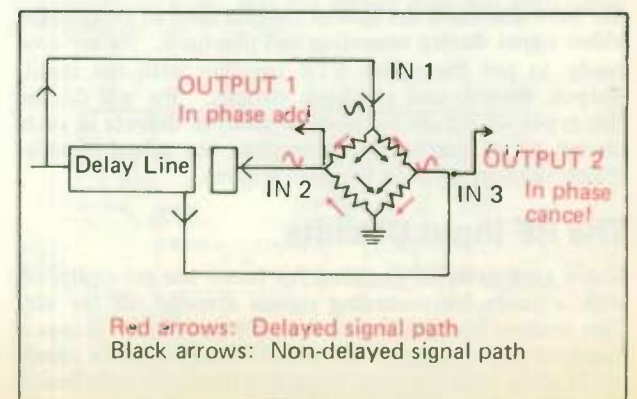 IN 1
OUTPUT 1
In phase add
Delay Line
IN 2
OUTPUT 2
IN 3
In phase
cancel
Red arrows: Delayed signal path
Black arrows: Non-delayed signal path